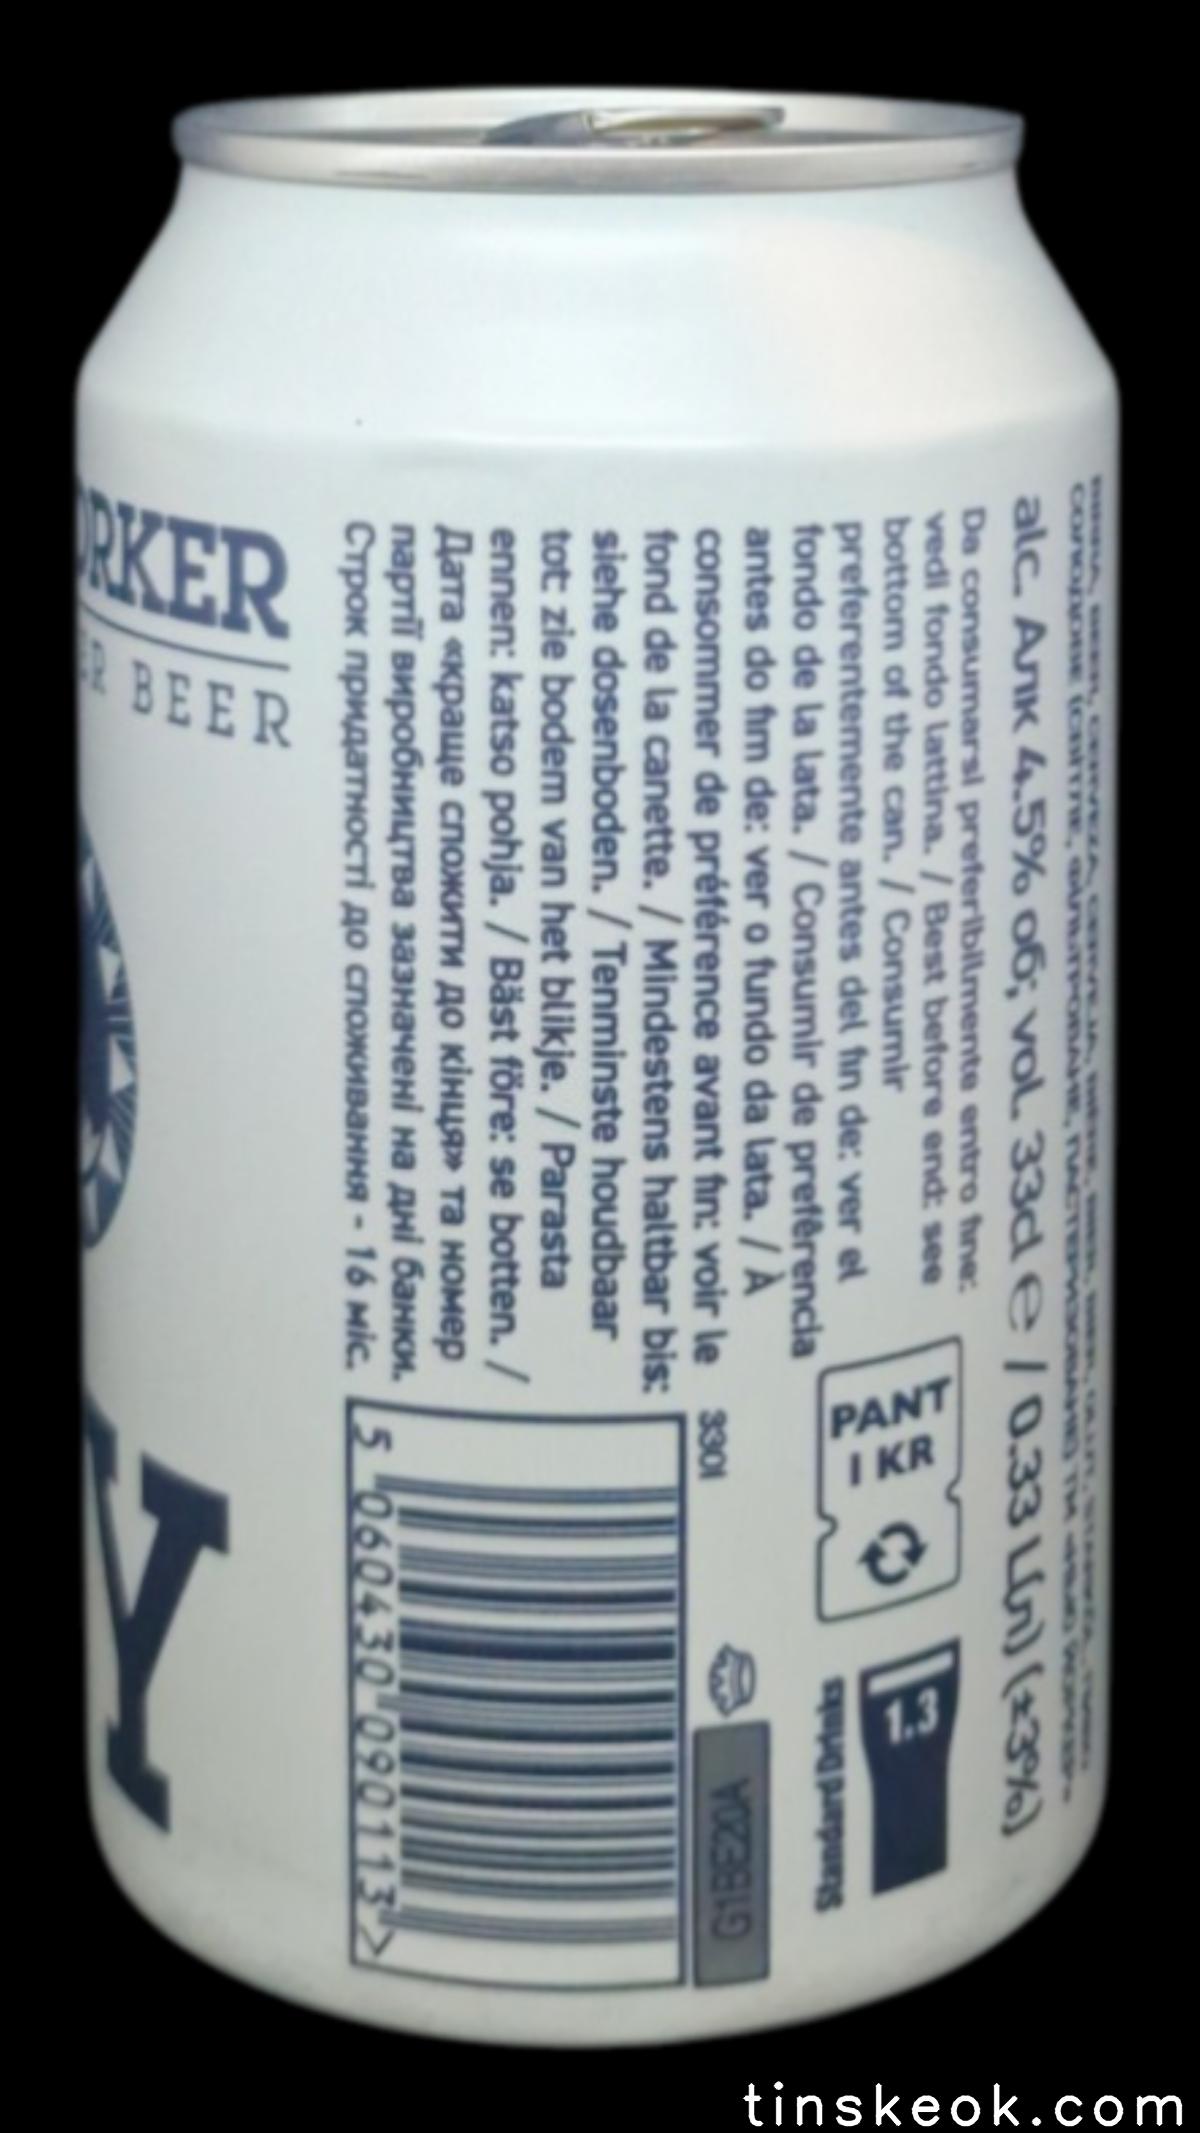 ORKER
ER BEER
Y
alc. Алк 4.5% об; vol. 33cl e / 0.33 L(л) (±3%)
Da consumarsi preferibilmente entro fine:
vedi fondo lattina. / Best before end: see
bottom of the can. / Consumir
preferentemente antes del fin de: ver el
fondo de la lata. / Consumir de preferência
antes do fim de: ver o fundo da lata. / À
consommer de préférence avant fin: voir le
fond de la canette. / Mindestens haltbar bis:
siehe dosenboden. / Tenminste houdbaar
tot: zie bodem van het blikje. / Parasta
ennen: katso pohja. / Bäst före: se botten. /
Дата «краще спожити до кінця» та номер
партії виробництва зазначені на дні банки.
Строк придатності до споживання - 16 міс.
PANT
1 KR
1.3
Standard Drinks
3301
G1BE20A
5 060430 090113 >
tinskeok.com